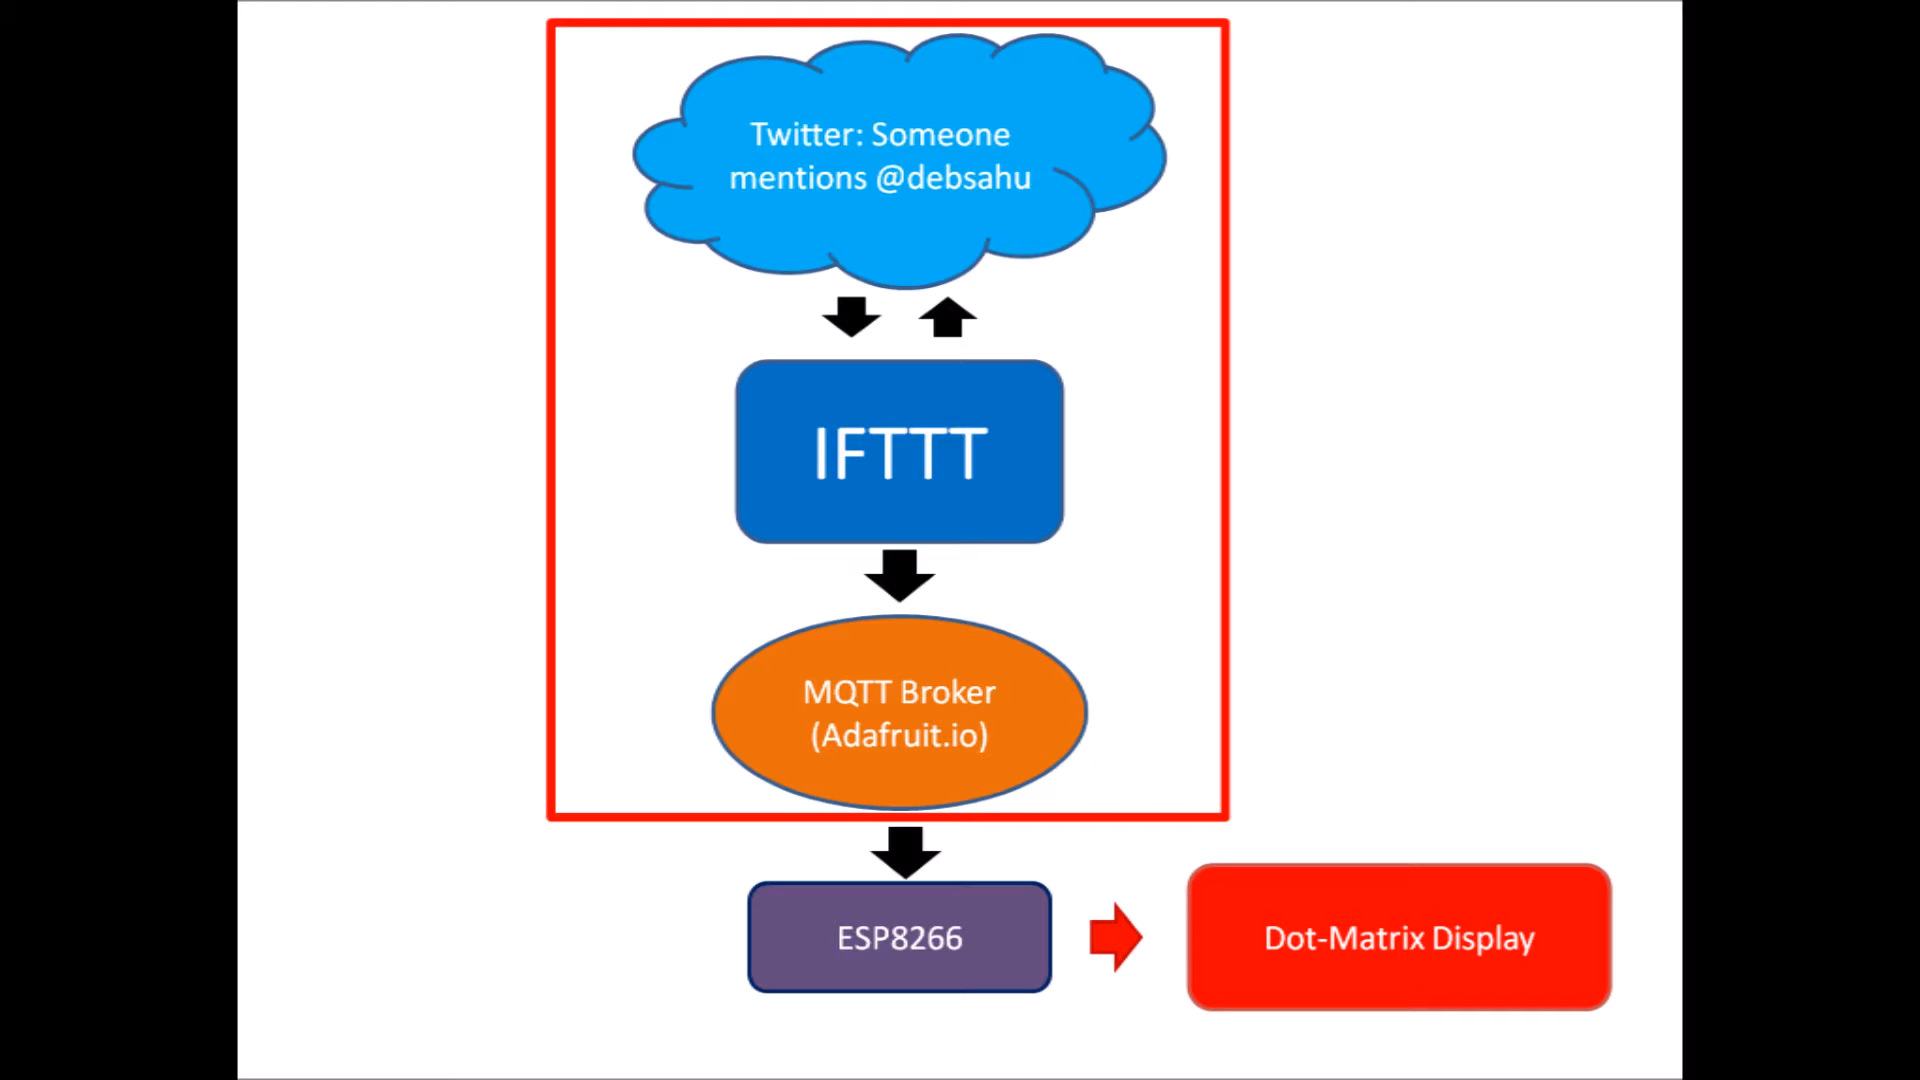 Twitter: Someone
mentions @debsahu
IFTTT
MQTT Broker
(Adafruit.io)
ESP8266
Dot-Matrix Display